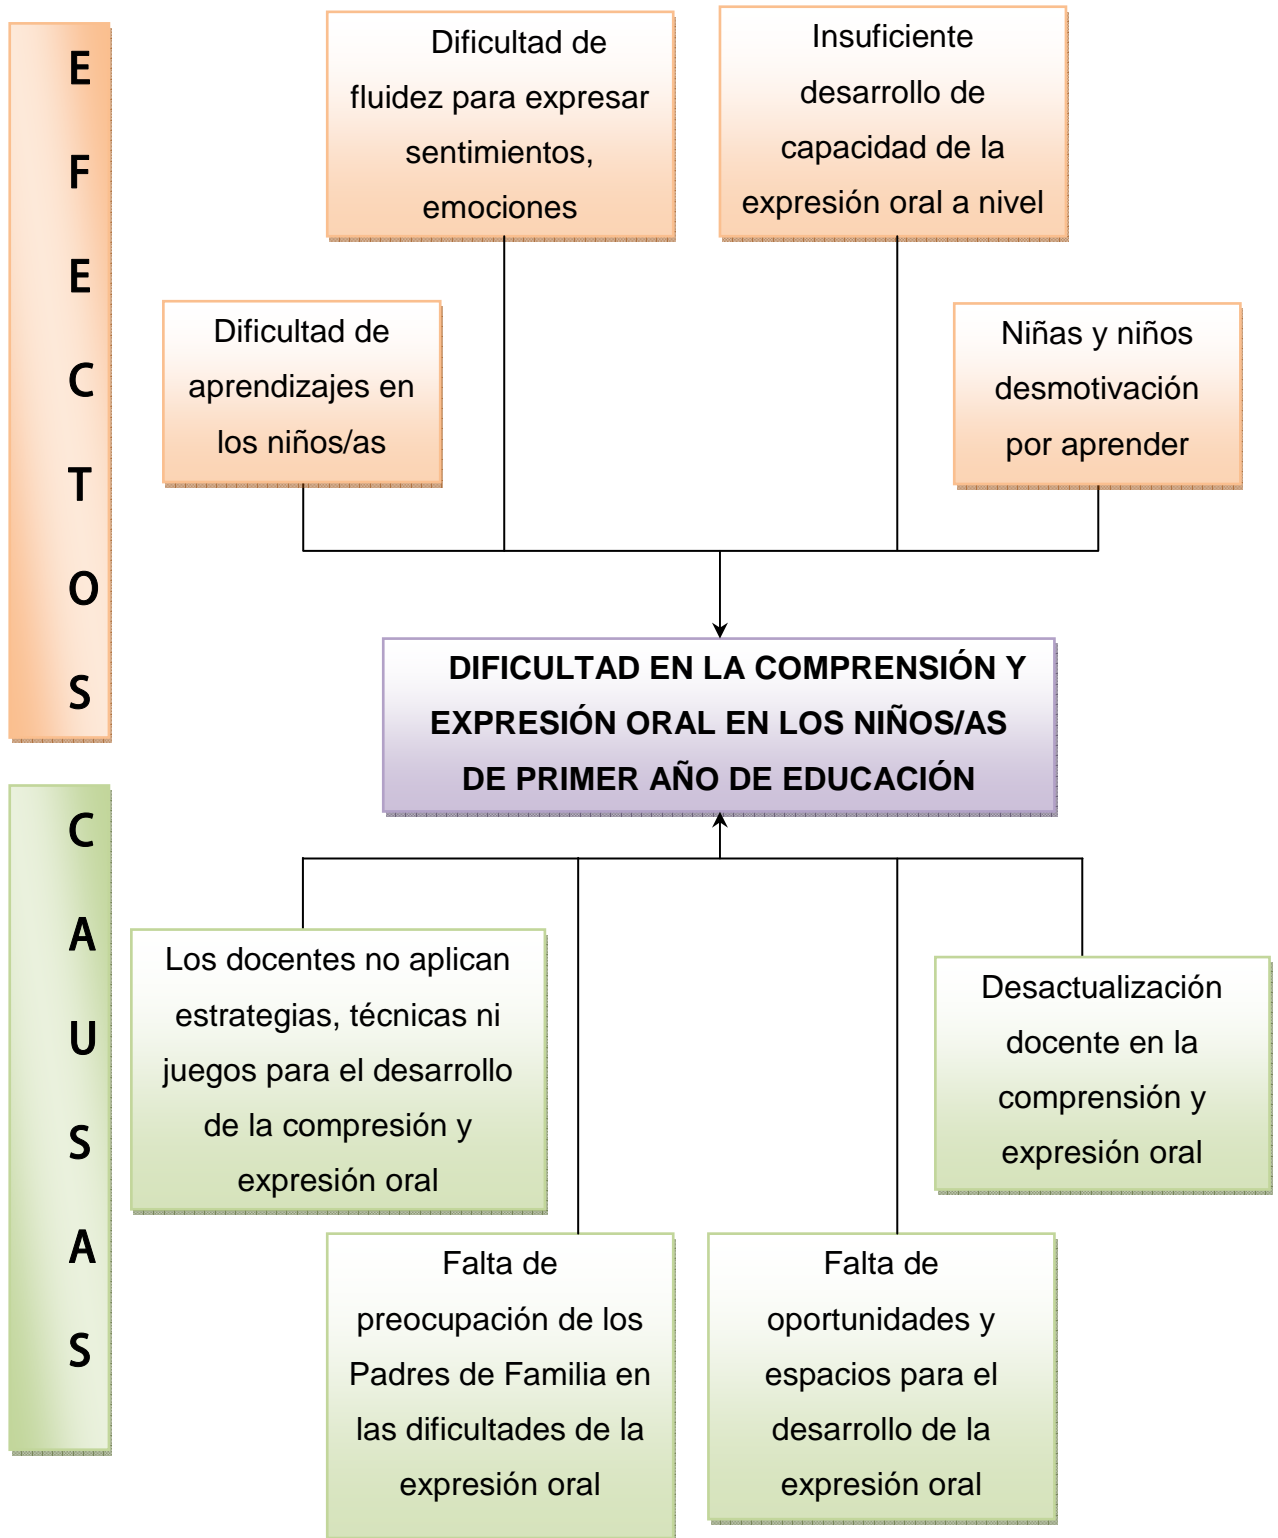 E
F
E
C
T
O
S
Dificultad de
fluidez para expresar
sentimientos,
emociones
Insuficiente
desarrollo de
capacidad de la
expresión oral a nivel
Dificultad de
aprendizajes en
los niños/as
Niñas y niños
desmotivación
por aprender
DIFICULTAD EN LA COMPRENSIÓN Y
EXPRESIÓN ORAL EN LOS NIÑOS/AS
DE PRIMER AÑO DE EDUCACIÓN
C
A
U
S
A
S
Los docentes no aplican
estrategias, técnicas ni
juegos para el desarrollo
de la compresión y
expresión oral
Desactualización
docente en la
comprensión y
expresión oral
Falta de
preocupación de los
Padres de Familia en
las dificultades de la
expresión oral
Falta de
oportunidades y
espacios para el
desarrollo de la
expresión oral